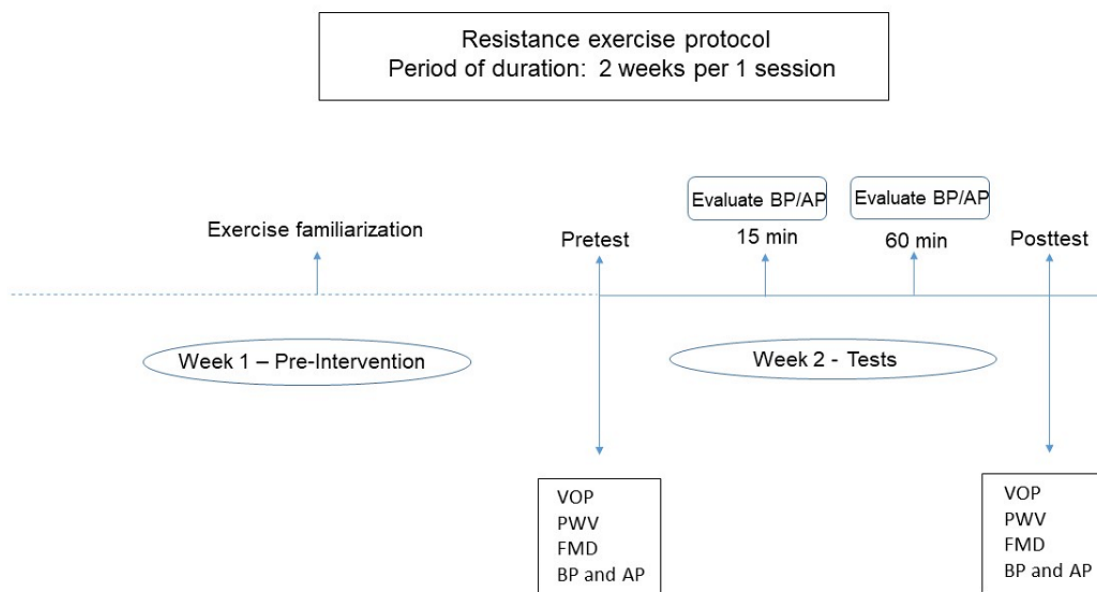 Resistance exercise protocol
Period of duration: 2 weeks per 1 session
Evaluate BP/AP
Evaluate BP/AP
Exercise familiarization
Pretest
15 min
60 min
Posttest
Week 1 – Pre-Intervention
Week 2 - Tests
VOP
PWV
FMD
BP and AP
VOP
PWV
FMD
BP and AP